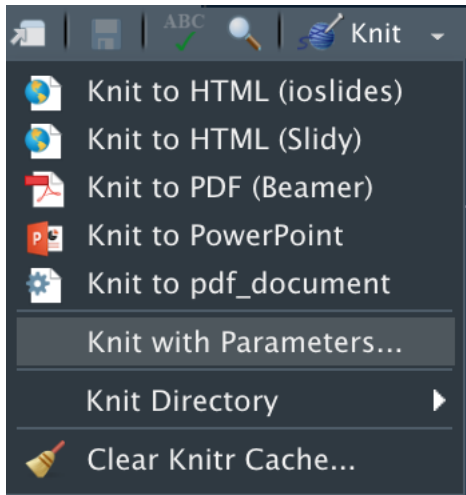 ABC
Knit
Knit to HTML (ioslides)
Knit to HTML (Slidy)
Knit to PDF (Beamer)
P
Knit to PowerPoint
Knit to pdf_document
Knit with Parameters...
Knit Directory
Clear Knitr Cache...